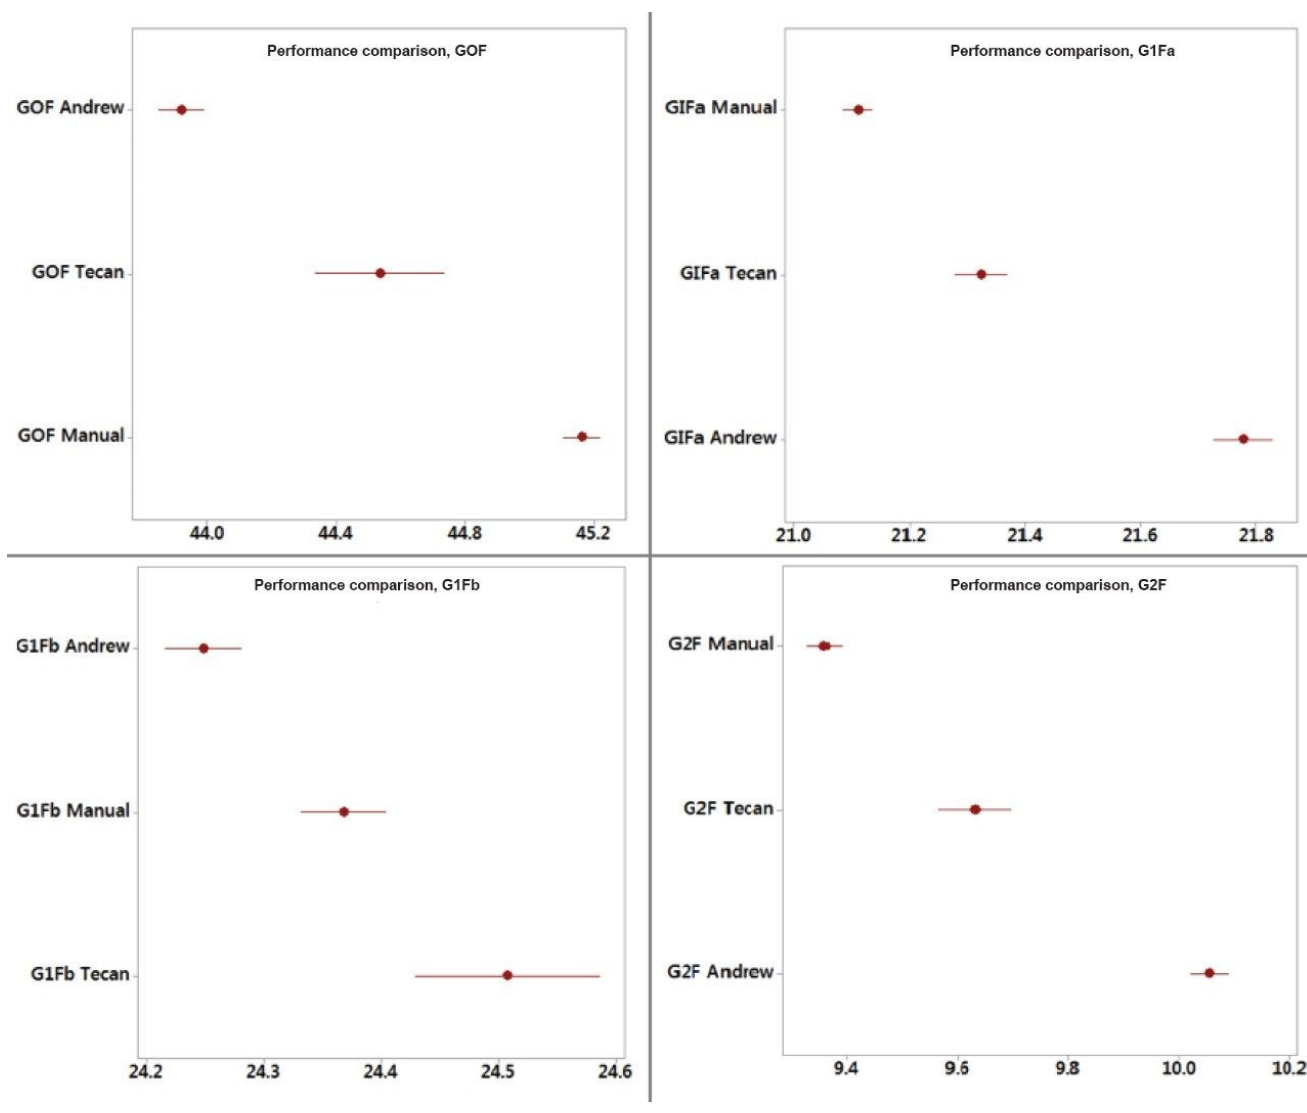 Performance comparison, GOF
GOF Andrew
GOF Tecan
GOF Manual
44.0 44.4 44.8 45.2
Performance comparison, G1Fa
GIFa Manual
GIFa Tecan
GIFa Andrew
21.0 21.2 21.4 21.6 21.8
Performance comparison, G1Fb
G1Fb Andrew
G1Fb Manual
G1Fb Tecan
24.2 24.3 24.4 24.5 24.6
Performance comparison, G2F
G2F Manual
G2F Tecan
G2F Andrew
9.4 9.6 9.8 10.0 10.2